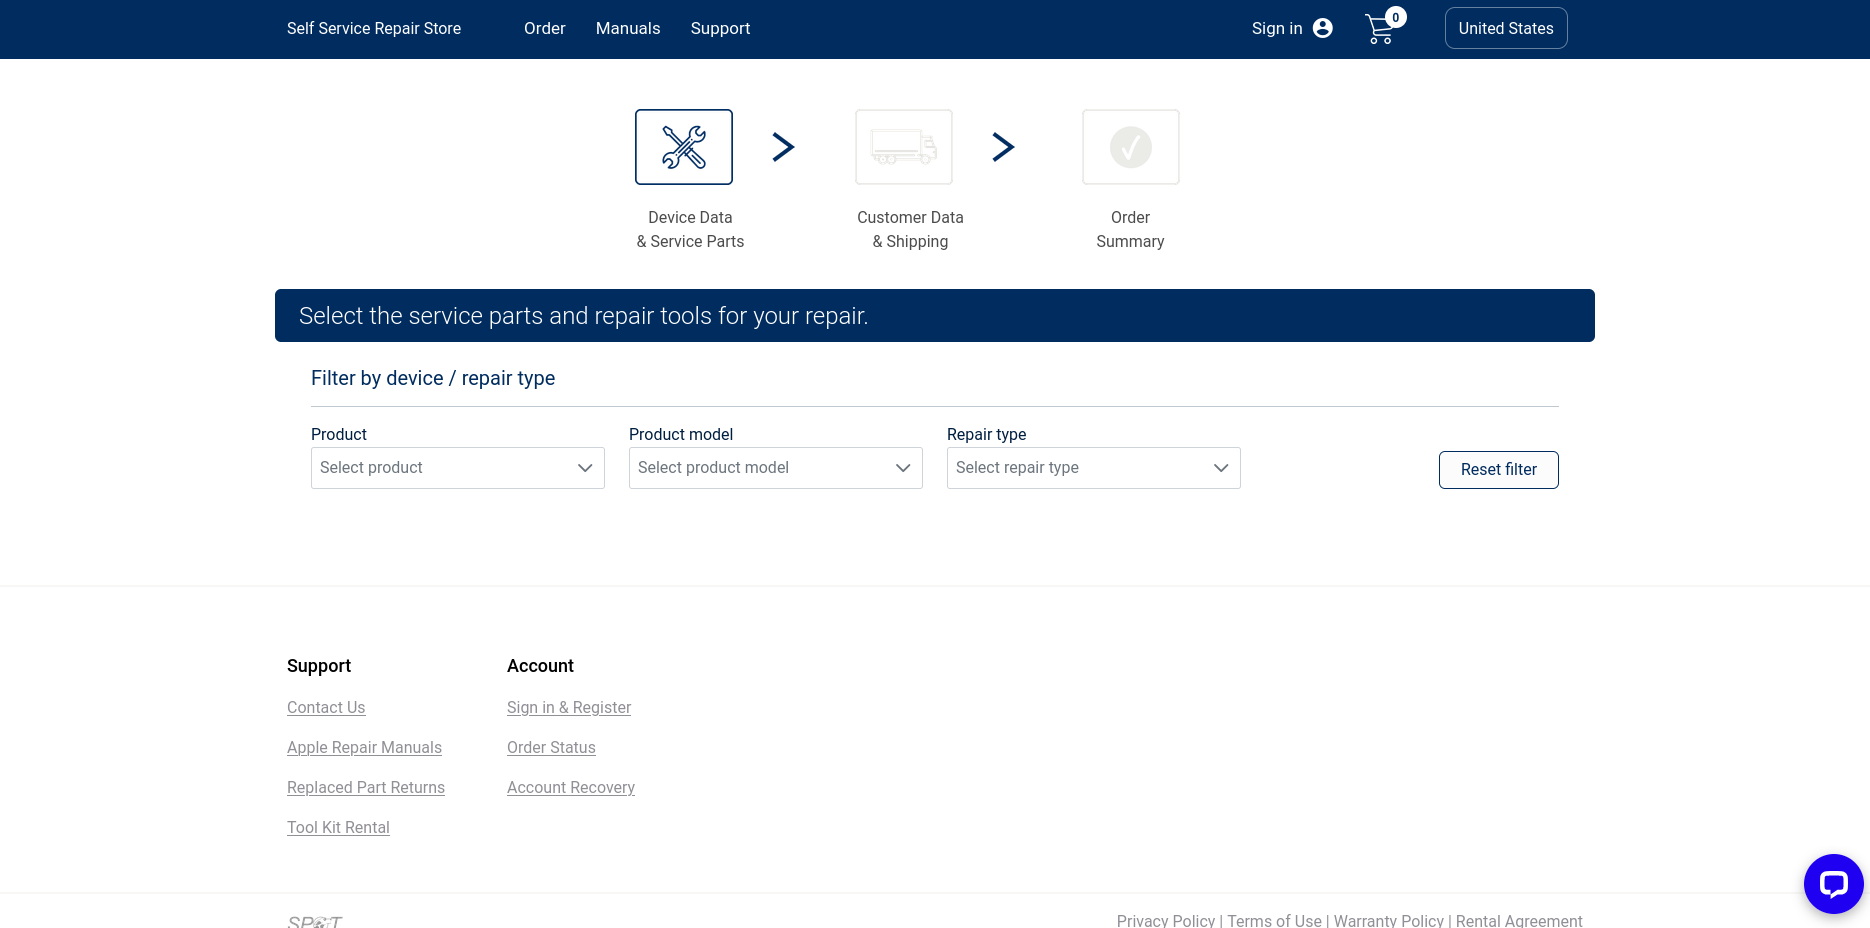 Self Service Repair Store
Order
Manuals
Support
Sign in
0
United States
Device Data
& Service Parts
Customer Data
& Shipping
Order
Summary
Select the service parts and repair tools for your repair.
Filter by device / repair type
Product
Product model
Repair type
Select product
Select product model
Select repair type
Reset filter
Support
Contact Us
Apple Repair Manuals
Replaced Part Returns
Tool Kit Rental
Account
Sign in & Register
Order Status
Account Recovery
SPOT
Privacy Policy | Terms of Use | Warranty Policy | Rental Agreement